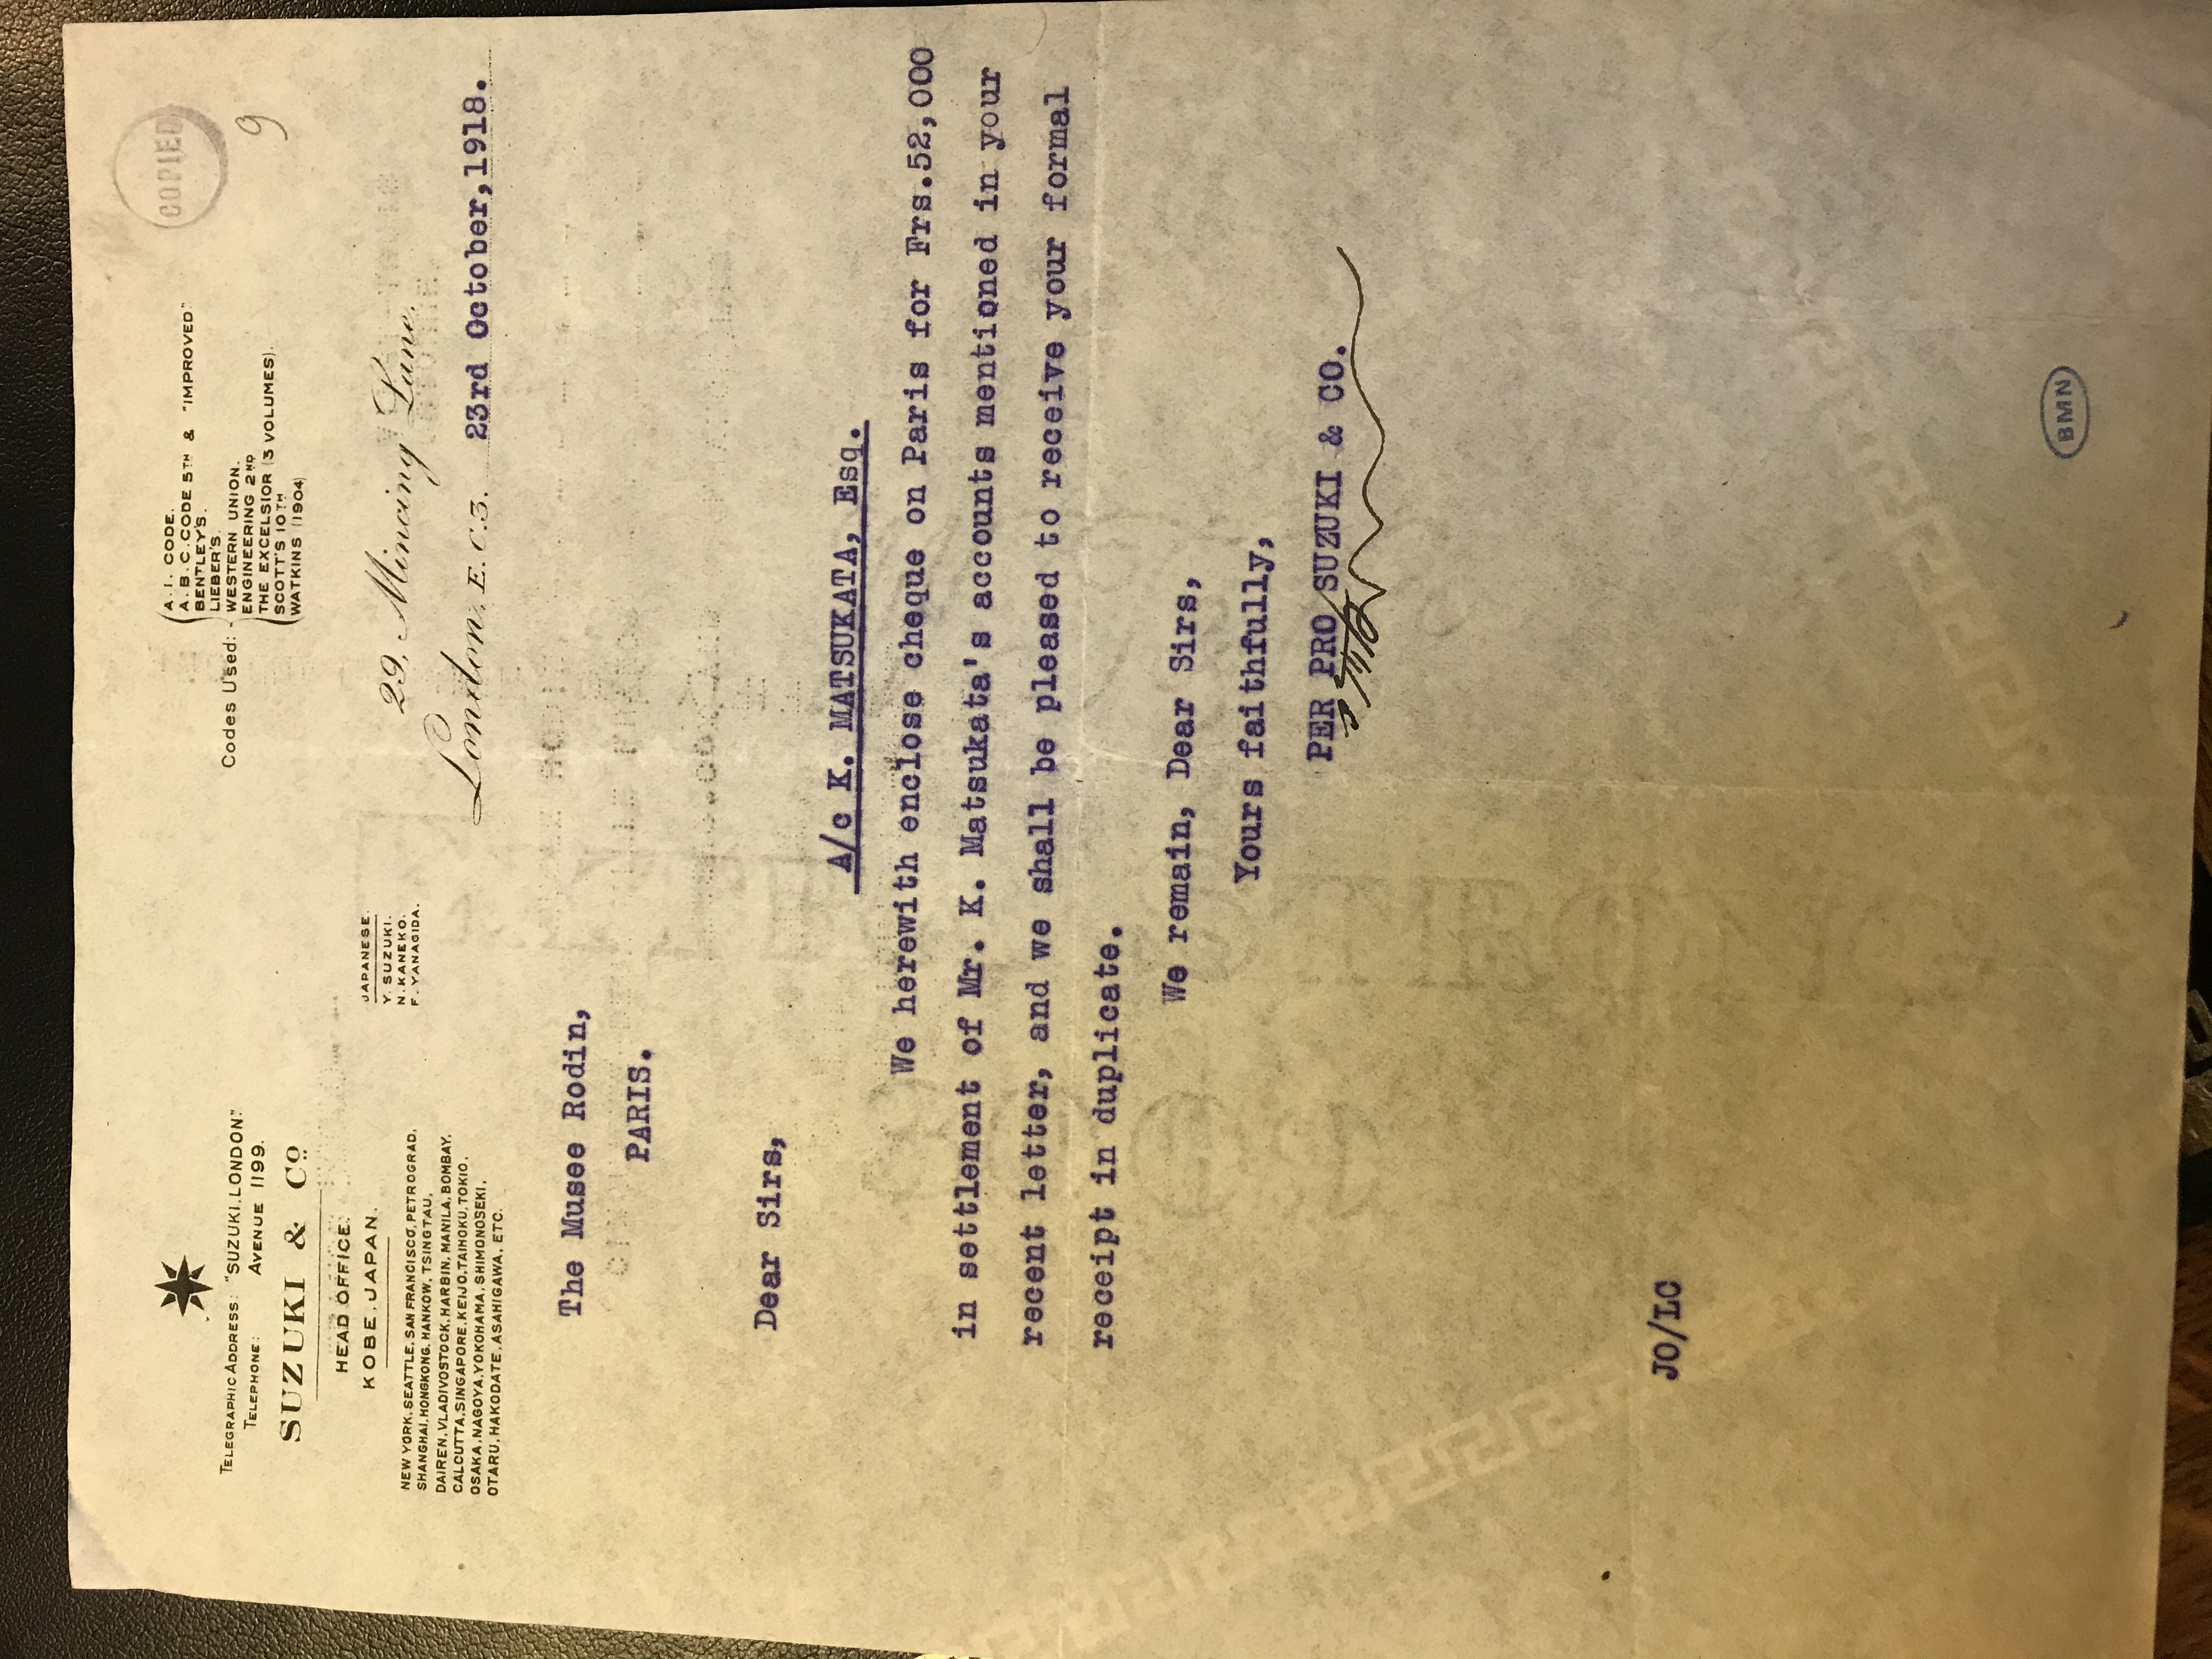 COPIED
9
TELEGRAPHIC ADDRESS: "SUZUKI, LONDON."
TELEPHONE: AVENUE 1199.
SUZUKI & Co.
HEAD OFFICE:
KOBE, JAPAN.
NEW YORK, SEATTLE, SAN FRANCISCO, PETROGRAD,
SHANGHAI, HONGKONG, HANKOW, TSINGTAU,
DAIREN, VLADIVOSTOCK, HARBIN, MANILA, BOMBAY,
CALCUTTA, SINGAPORE, KEIJO, TAIHOKU, TOKIO,
OSAKA, NAGOYA, YOKOHAMA, SHIMONOSEKI,
OTARU, HAKODATE, ASAHIGAWA, ETC.
JAPANESE.
Y. SUZUKI.
N. KANEKO.
F. YANAGIDA.
Codes Used:-
A.I. CODE.
A.B.C. CODE 5TH & "IMPROVED"
BENTLEY'S.
LIEBER'S.
WESTERN UNION.
ENGINEERING 2ND
THE EXCELSIOR (3 VOLUMES).
SCOTT'S 10TH
WATKINS (1904)
29, Mincing Lane,
London, E.C.3.
23rd October, 1918.
The Musee Rodin,
PARIS.
Dear Sirs,
A/c K. MATSUKATA, Esq.
We herewith enclose cheque on Paris for Frs.52,000
in settlement of Mr. K. Matsukata's accounts mentioned in your
recent letter, and we shall be pleased to receive your formal
receipt in duplicate.
We remain, Dear Sirs,
Yours faithfully,
PER PRO SUZUKI & CO.
JO/LC
BMN